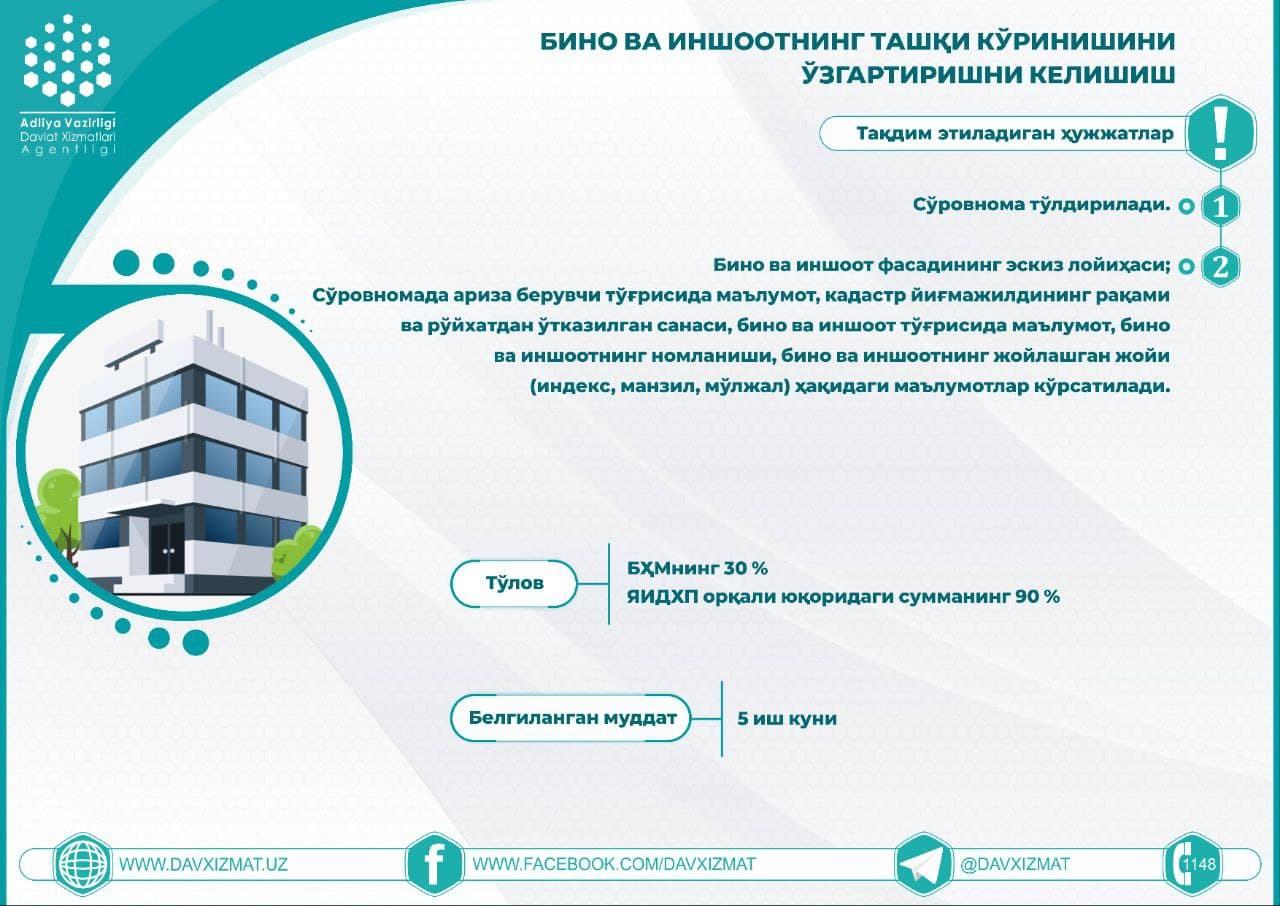 Adliya Vazirligi
Davlat Xizmatlari
Agentligi
БИНО ВА ИНШООТНИНГ ТАШҚИ КЎРИНИШИНИ
ЎЗГАРТИРИШНИ КЕЛИШИШ
Тақдим этиладиган ҳужжатлар
!
Сўровнома тўлдирилади.
1
Бино ва иншоот фасадининг эскиз лойиҳаси;
2
Сўровномада ариза берувчи тўғрисида маълумот, кадастр йиғмажилдининг рақами
ва рўйхатдан ўтказилган санаси, бино ва иншоот тўғрисида маълумот, бино
ва иншоотнинг номланиши, бино ва иншоотнинг жойлашган жойи
(индекс, манзил, мўлжал) ҳақидаги маълумотлар кўрсатилади.
Тўлов
БҲМнинг 30 %
ЯИДХП орқали юқоридаги сумманинг 90 %
Белгиланган муддат
5 иш куни
WWW.DAVXIZMAT.UZ
WWW.FACEBOOK.COM/DAVXIZMAT
@DAVXIZMAT
1148